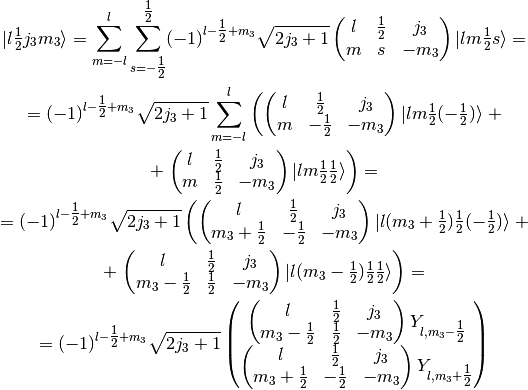 |l\tfrac{1}{2}j_3m_3\rangle = \sum_{m=-l}^{l} \sum_{s=-\frac{1}{2}}^{\frac{1}{2}} (-1)^{l-\frac{1}{2}+m_3} \sqrt{2j_3+1} \begin{pmatrix} l & \frac{1}{2} & j_3 \\ m & s & -m_3 \end{pmatrix} |lm\tfrac{1}{2}s\rangle =
= (-1)^{l-\frac{1}{2}+m_3} \sqrt{2j_3+1} \sum_{m=-l}^{l} \left( \begin{pmatrix} l & \frac{1}{2} & j_3 \\ m & -\frac{1}{2} & -m_3 \end{pmatrix} |lm\tfrac{1}{2}(-\tfrac{1}{2})\rangle + \right.
\left. + \begin{pmatrix} l & \frac{1}{2} & j_3 \\ m & \frac{1}{2} & -m_3 \end{pmatrix} |lm\tfrac{1}{2}\tfrac{1}{2}\rangle \right) =
= (-1)^{l-\frac{1}{2}+m_3} \sqrt{2j_3+1} \left( \begin{pmatrix} l & \frac{1}{2} & j_3 \\ m_3+\frac{1}{2} & -\frac{1}{2} & -m_3 \end{pmatrix} |l(m_3+\tfrac{1}{2})\tfrac{1}{2}(-\tfrac{1}{2})\rangle + \right.
\left. + \begin{pmatrix} l & \frac{1}{2} & j_3 \\ m_3-\frac{1}{2} & \frac{1}{2} & -m_3 \end{pmatrix} |l(m_3-\tfrac{1}{2})\tfrac{1}{2}\tfrac{1}{2}\rangle \right) =
= (-1)^{l-\frac{1}{2}+m_3} \sqrt{2j_3+1} \begin{pmatrix} \begin{pmatrix} l & \frac{1}{2} & j_3 \\ m_3-\frac{1}{2} & \frac{1}{2} & -m_3 \end{pmatrix} Y_{l,m_3-\frac{1}{2}} \\ \begin{pmatrix} l & \frac{1}{2} & j_3 \\ m_3+\frac{1}{2} & -\frac{1}{2} & -m_3 \end{pmatrix} Y_{l,m_3+\frac{1}{2}} \end{pmatrix}